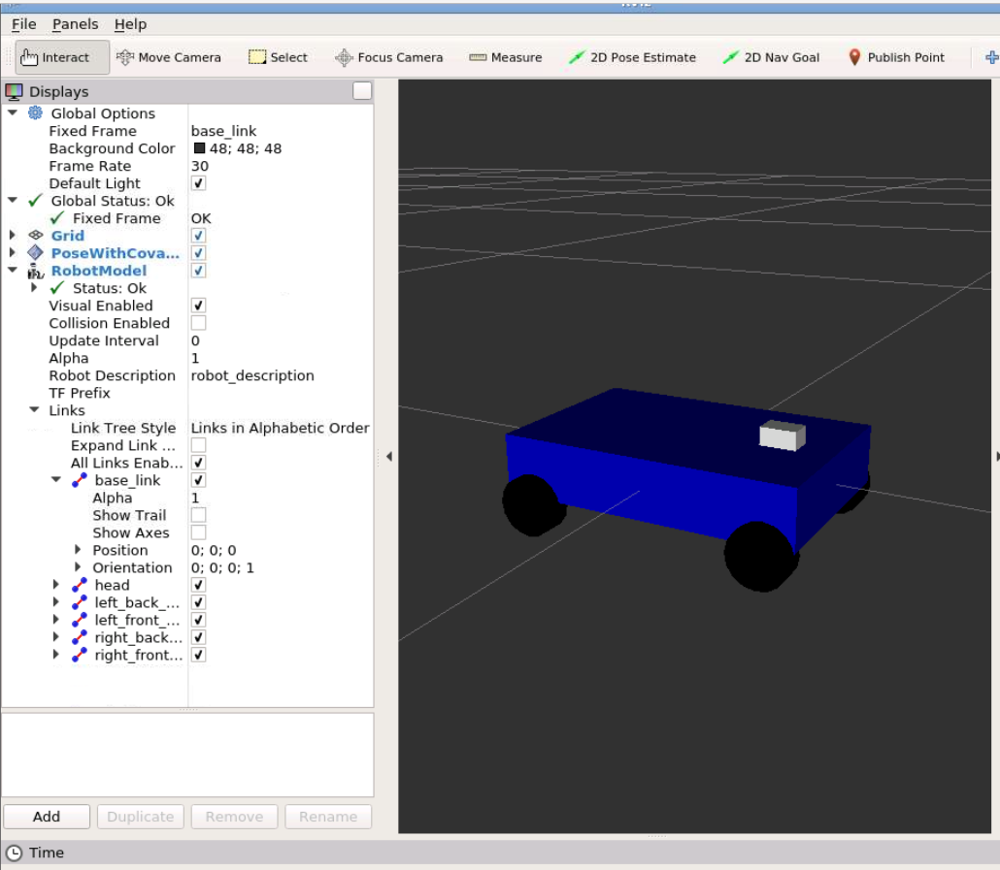 File Panels Help
Interact Move Camera Select Focus Camera Measure 2D Pose Estimate 2D Nav Goal Publish Point
Displays
Global Options
Fixed Frame base_link
Background Color 48; 48; 48
Frame Rate 30
Default Light
Global Status: Ok
Fixed Frame OK
Grid
PoseWithCova...
RobotModel
Status: Ok
Visual Enabled
Collision Enabled
Update Interval 0
Alpha 1
Robot Description robot_description
TF Prefix
Links
Link Tree Style Links in Alphabetic Order
Expand Link ...
All Links Enab...
base_link
Alpha 1
Show Trail
Show Axes
Position 0; 0; 0
Orientation 0; 0; 0; 1
head
left_back_...
left_front_...
right_back...
right_front...
Add Duplicate Remove Rename
Time